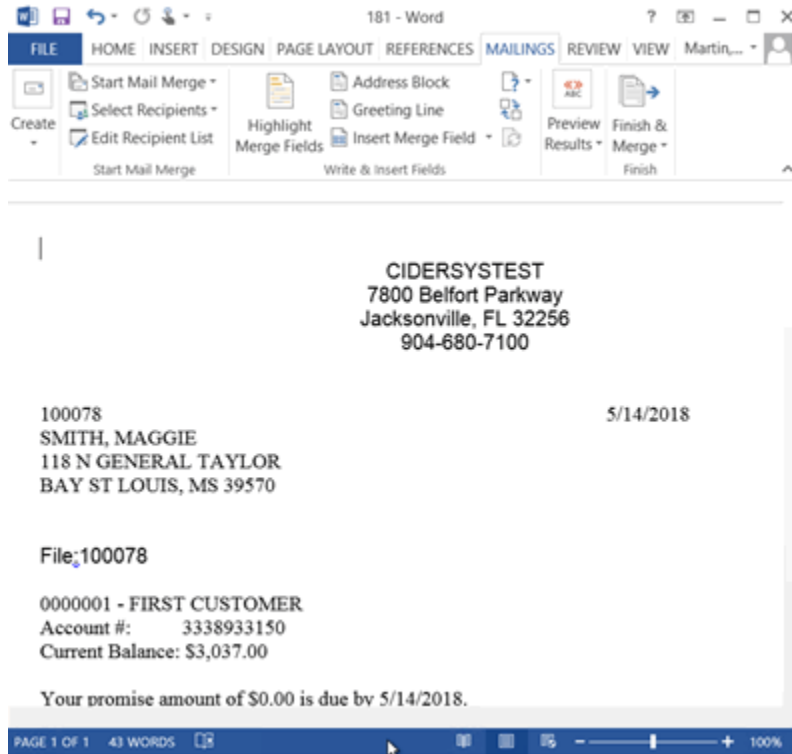 181 - Word ?
FILE HOME INSERT DESIGN PAGE LAYOUT REFERENCES MAILINGS REVIEW VIEW Martin,...
Create
Start Mail Merge
Select Recipients
Edit Recipient List
Start Mail Merge
Highlight
Merge Fields
Address Block
Greeting Line
Insert Merge Field
Write & Insert Fields
ABC
Preview
Results
Finish &
Merge
Finish
CIDERSYSTEST
7800 Belfort Parkway
Jacksonville, FL 32256
904-680-7100
100078 5/14/2018
SMITH, MAGGIE
118 N GENERAL TAYLOR
BAY ST LOUIS, MS 39570
File:100078
0000001 - FIRST CUSTOMER
Account #: 3338933150
Current Balance: $3,037.00
Your promise amount of $0.00 is due by 5/14/2018.
PAGE 1 OF 1 43 WORDS 100%